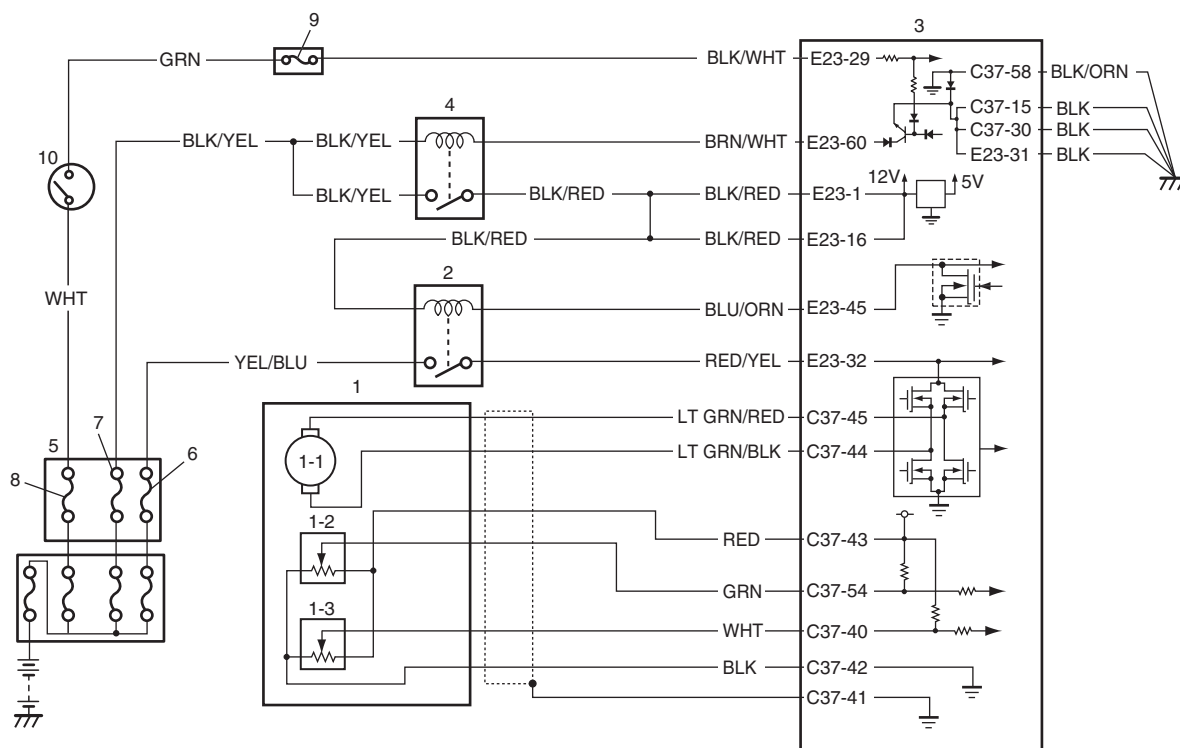 9
3
GRN
BLK/WHT
E23-29
C37-58
BLK/ORN
4
C37-15
BLK
BLK/YEL
BLK/YEL
BRN/WHT
E23-60
C37-30
BLK
10
E23-31
BLK
12V
5V
BLK/YEL
BLK/RED
BLK/RED
E23-1
BLK/RED
BLK/RED
E23-16
2
WHT
BLU/ORN
E23-45
YEL/BLU
RED/YEL
E23-32
1
LT GRN/RED
C37-45
7
5
6
1-1
LT GRN/BLK
C37-44
8
1-2
RED
C37-43
GRN
C37-54
1-3
WHT
C37-40
BLK
C37-42
C37-41